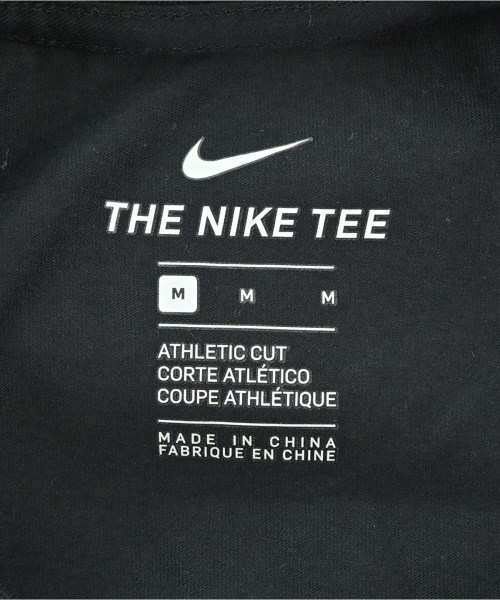 THE NIKE TEE
M M M
ATHLETIC CUT
CORTE ATLÉTICO
COUPE ATHLÉTIQUE
MADE IN CHINA
FABRIQUE EN CHINE